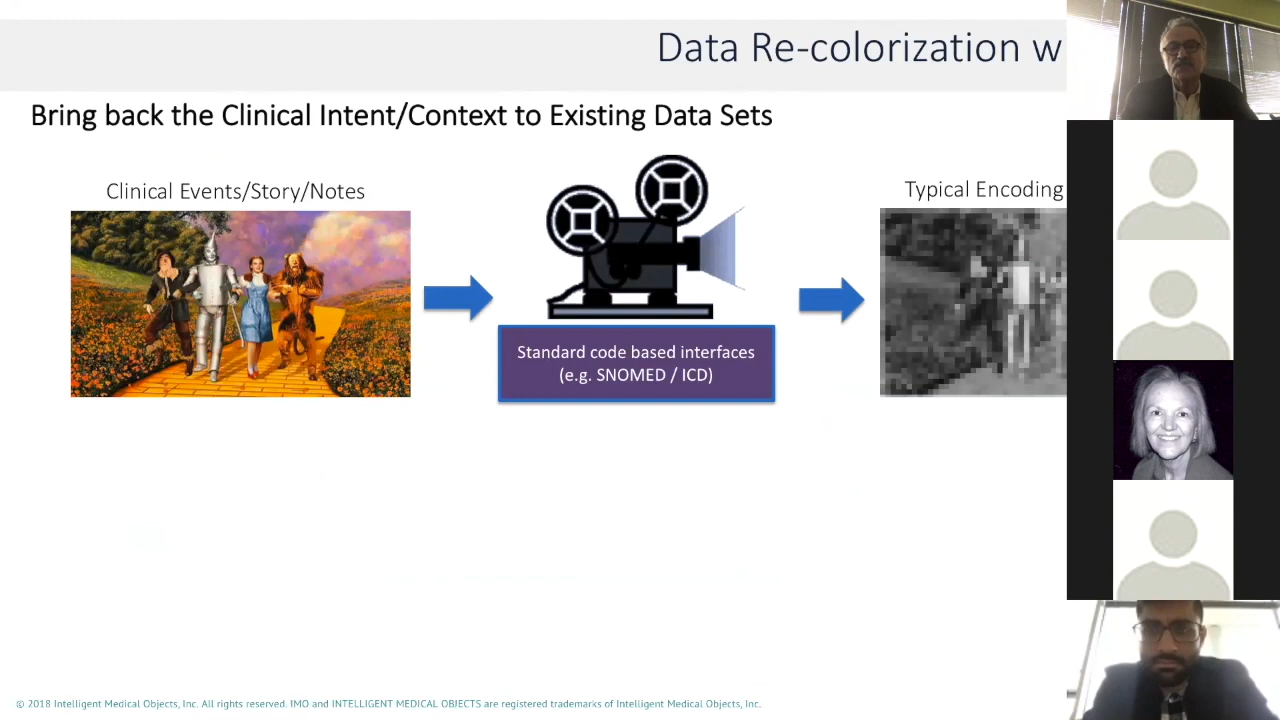 Data Re-colorization w
Bring back the Clinical Intent/Context to Existing Data Sets
Clinical Events/Story/Notes
Typical Encoding
Standard code based interfaces
(e.g. SNOMED / ICD)
© 2018 Intelligent Medical Objects, Inc. All rights reserved. IMO and INTELLIGENT MEDICAL OBJECTS are registered trademarks of Intelligent Medical Objects, Inc.